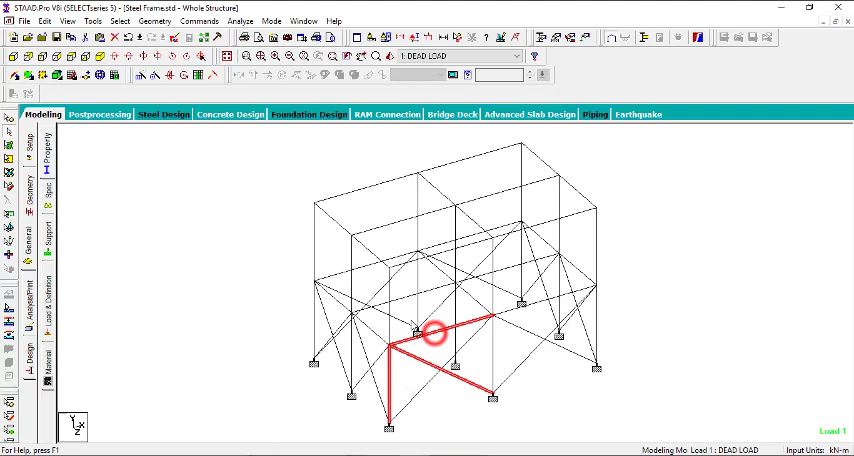 STAAD.Pro V8i (SELECTseries 5) - [Steel Frame.std - Whole Structure]
File Edit View Tools Select Geometry Commands Analyze Mode Window Help
1: DEAD LOAD
Modeling Postprocessing Steel Design Concrete Design Foundation Design RAM Connection Bridge Deck Advanced Slab Design Piping Earthquake
Setup
Geometry
General
Analysis/Print
Design
Property
Spec
Support
Load & Definition
Material
Y
X
Z
Load 1
For Help, press F1
Modeling Mo Load 1 : DEAD LOAD
Input Units: kN-m